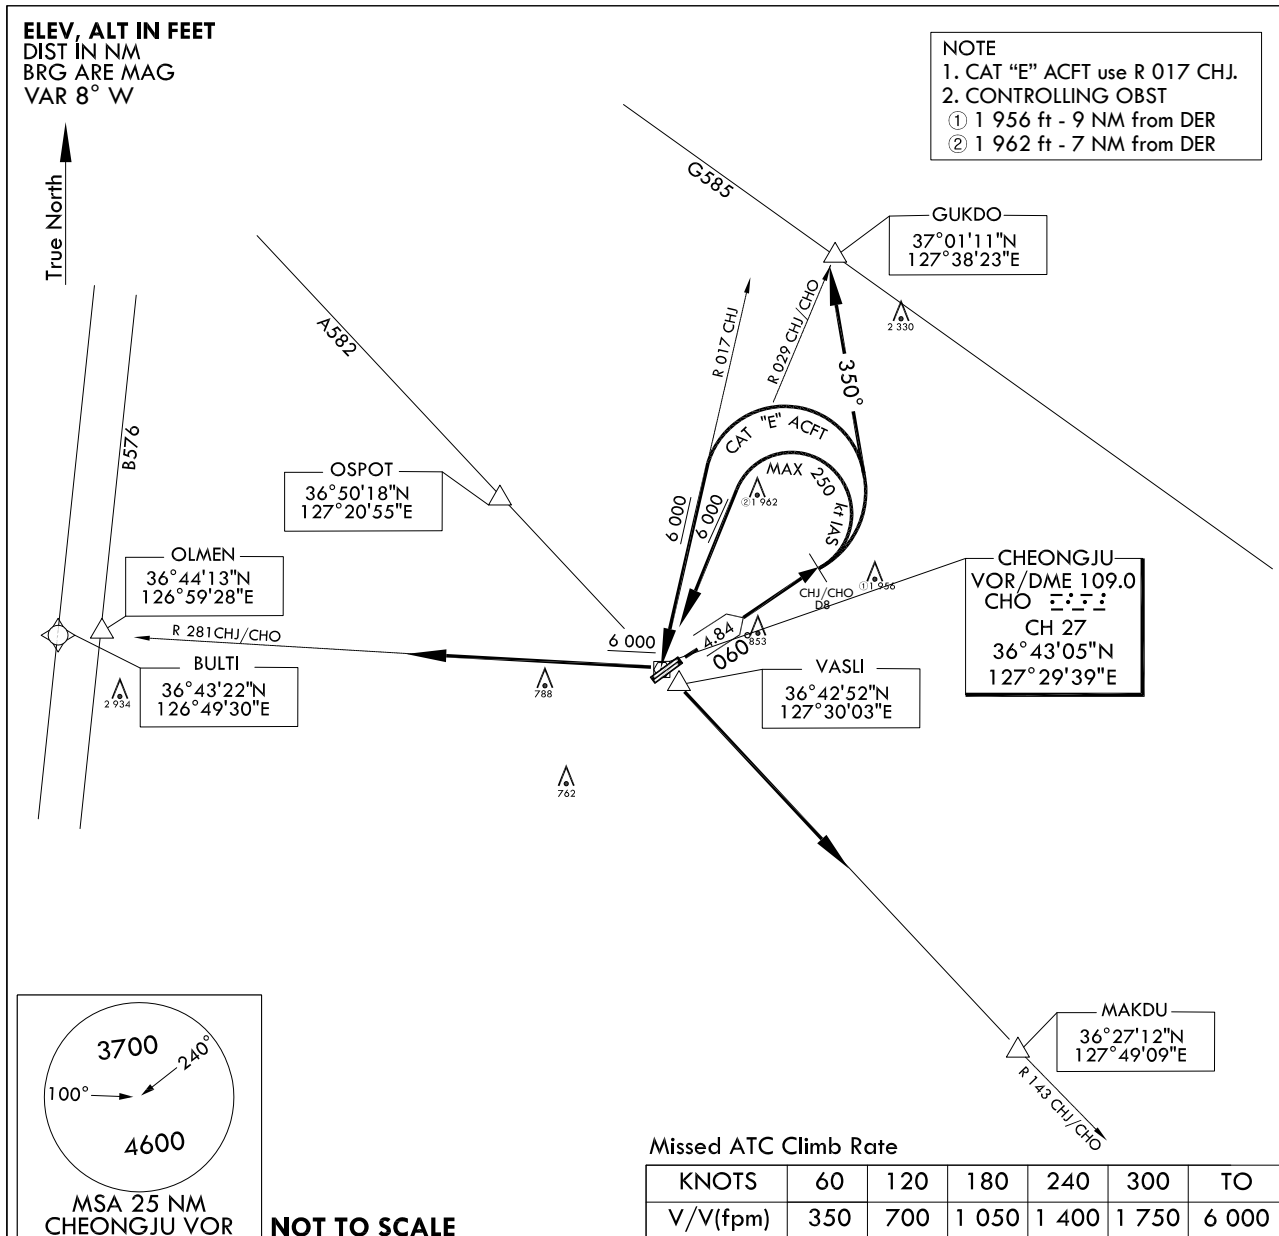 ELEV, ALT IN FEET
DIST IN NM
BRG ARE MAG
VAR 8° W
True North
NOTE
1. CAT “E” ACFT use R 017 CHJ.
2. CONTROLLING OBST
① 1 956 ft - 9 NM from DER
② 1 962 ft - 7 NM from DER
G585
GUKDO
37°01'11"N
127°38'23"E
2 330
A582
B576
R 017 CHJ
R 029 CHJ/CHO
350°
CAT "E" ACFT
MAX 250 kt IAS
OSPOT
36°50'18"N
127°20'55"E
② 1 962
6 000
6 000
OLMEN
36°44'13"N
126°59'28"E
CHJ/CHO
D8
① 1 956
CHEONGJU
VOR/DME 109.0
CHO
CH 27
36°43'05"N
127°29'39"E
R 281CHJ/CHO
6 000
4.84
060°
853
BULTI
36°43'22"N
126°49'30"E
2 934
788
VASLI
36°42'52"N
127°30'03"E
762
MAKDU
36°27'12"N
127°49'09"E
R 143 CHJ/CHO
3700
240°
100°
4600
MSA 25 NM
CHEONGJU VOR
NOT TO SCALE
Missed ATC Climb Rate
KNOTS 60 120 180 240 300 TO
V/V(fpm) 350 700 1 050 1 400 1 750 6 000